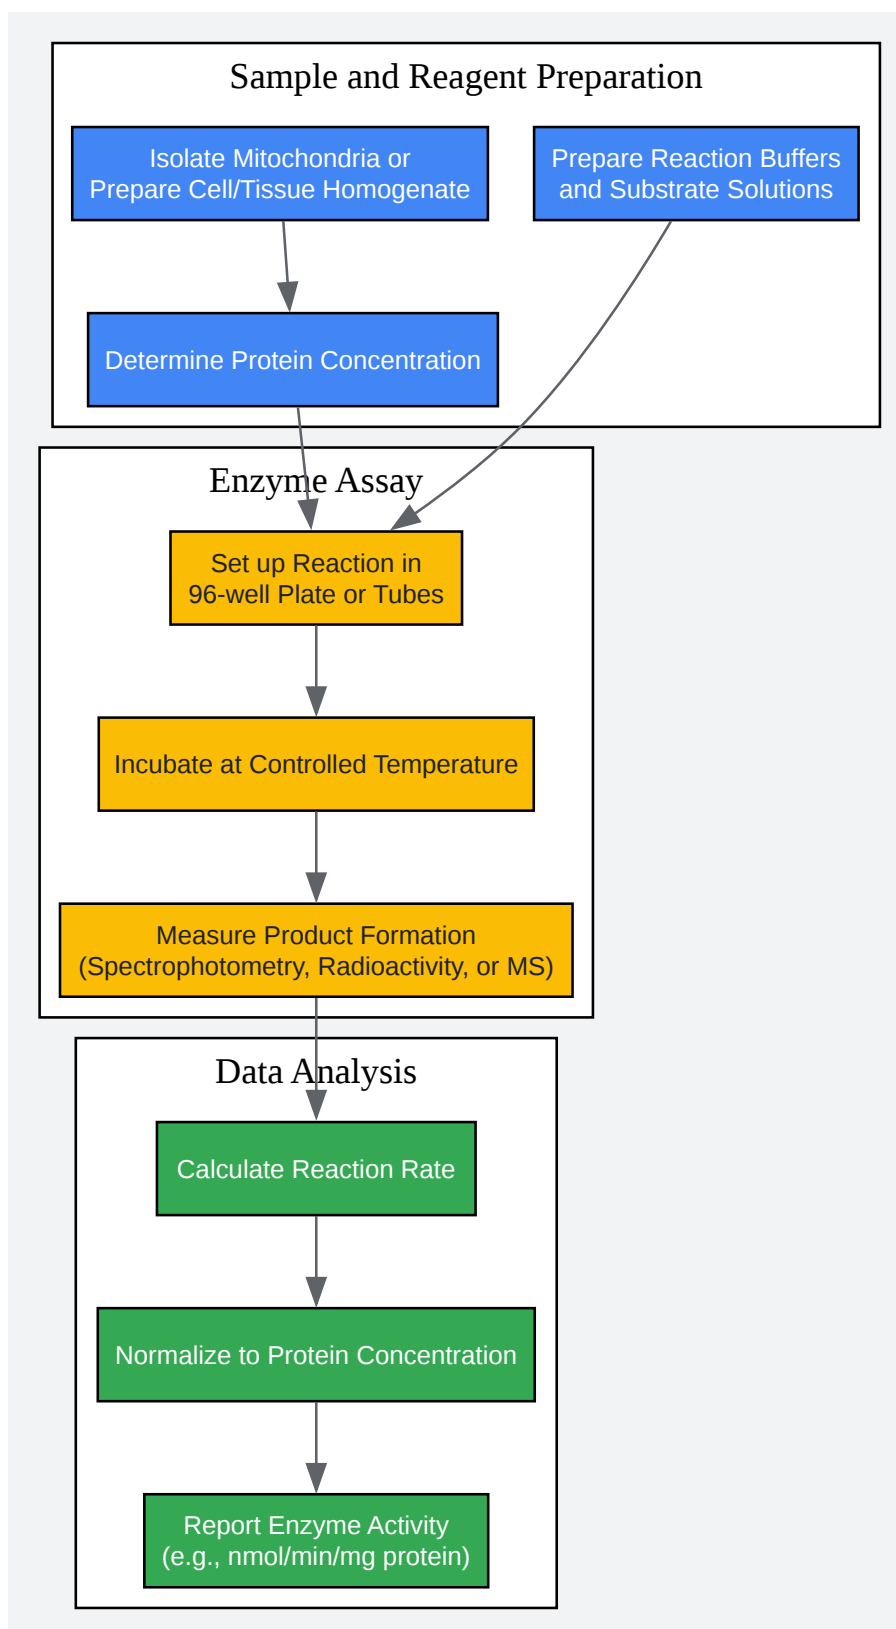 Sample and Reagent Preparation
Isolate Mitochondria or
Prepare Cell/Tissue Homogenate
Prepare Reaction Buffers
and Substrate Solutions
Determine Protein Concentration
Enzyme Assay
Set up Reaction in
96-well Plate or Tubes
Incubate at Controlled Temperature
Measure Product Formation
(Spectrophotometry, Radioactivity, or MS)
Data Analysis
Calculate Reaction Rate
Normalize to Protein Concentration
Report Enzyme Activity
(e.g., nmol/min/mg protein)